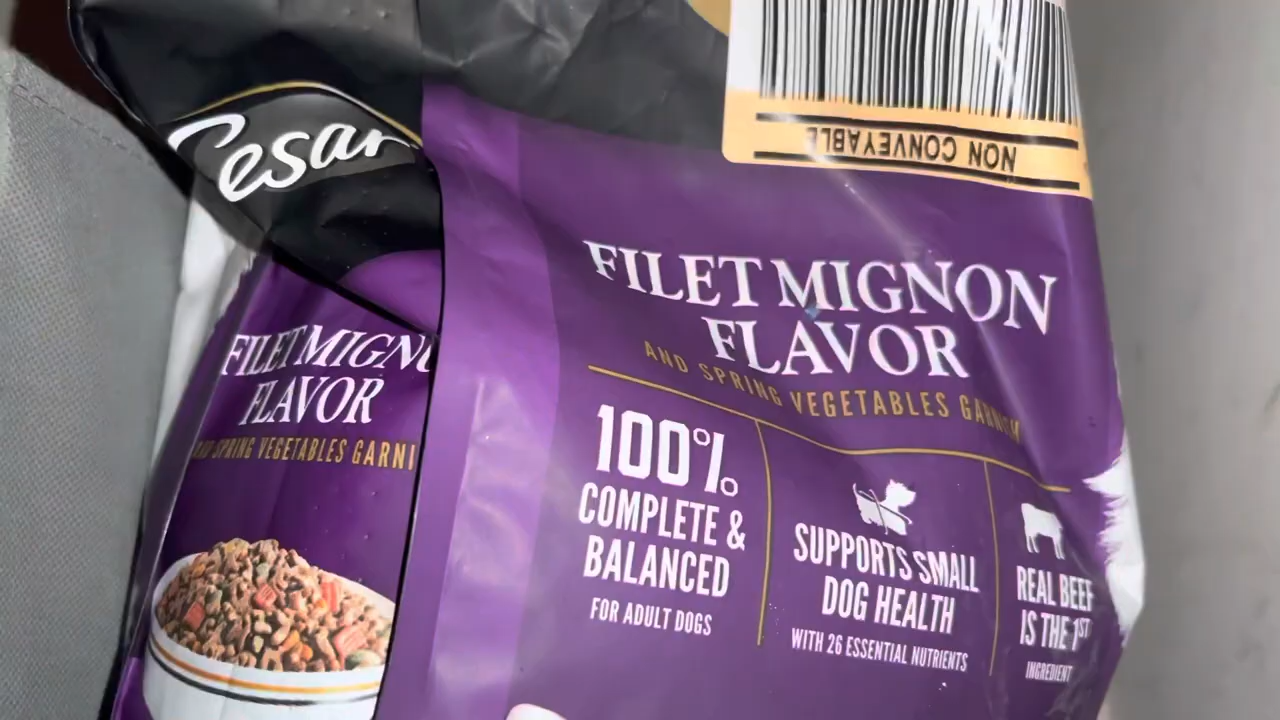 Cesar
NON CONVEYABLE
FILET MIGNON
FLAVOR
AND SPRING VEGETABLES GARNISH
100%
COMPLETE &
BALANCED
FOR ADULT DOGS
SUPPORTS SMALL
DOG HEALTH
WITH 26 ESSENTIAL NUTRIENTS
REAL BEEF
IS THE 1ST
INGREDIENT
FILET MIGNO
FLAVOR
AND SPRING VEGETABLES GARNI